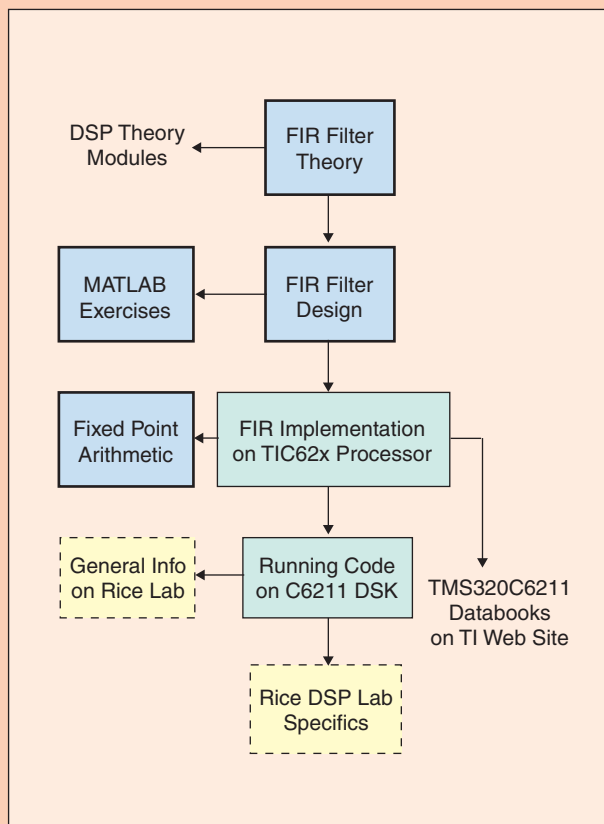 DSP Theory
Modules
FIR Filter
Theory
MATLAB
Exercises
FIR Filter
Design
Fixed Point
Arithmetic
FIR Implementation
on TIC62x Processor
General Info
on Rice Lab
Running Code
on C6211 DSK
TMS320C6211
Databooks
on TI Web Site
Rice DSP Lab
Specifics